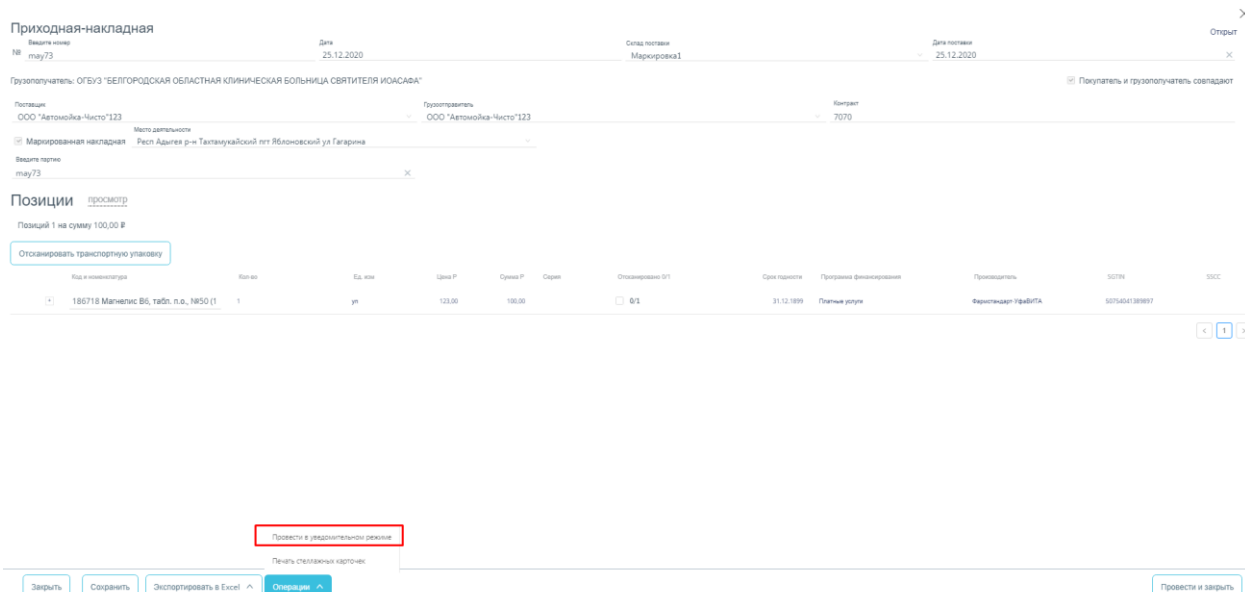 Приходная-накладная
Открыт
Введите номер Дата Склад поставки Дата поставки
№ may73 25.12.2020 Маркировка1 25.12.2020
Грузополучатель: ОГБУЗ "БЕЛГОРОДСКАЯ ОБЛАСТНАЯ КЛИНИЧЕСКАЯ БОЛЬНИЦА СВЯТИТЕЛЯ ИОАСАФА" Покупатель и грузополучатель совпадают
Поставщик Грузоотправитель Контракт
ООО "Автомойка-Чисто"123 ООО "Автомойка-Чисто"123 7070
Место деятельности
Маркированная накладная Респ Адыгея р-н Тахтамукайский пгт Яблоновский ул Гагарина
Введите партию
may73
Позиции просмотр
Позиций 1 на сумму 100,00 ₽
Отсканировать транспортную упаковку
Код и номенклатура Кол-во Ед. изм Цена Р Сумма Р Серия Отсканировано 0/1 Срок годности Программа финансирования Производитель SGTIN SSCC
186718 Магнелис В6, табл. п.о., №50 (1 1 уп 123,00 100,00 0/1 31.12.1899 Платные услуги Фармстандарт-УфаВИТА 50754041389897
< 1 >
Провести в уведомительном режиме
Печать стеллажных карточек
Закрыть Сохранить Экспортировать в Excel Операции Провести и закрыть